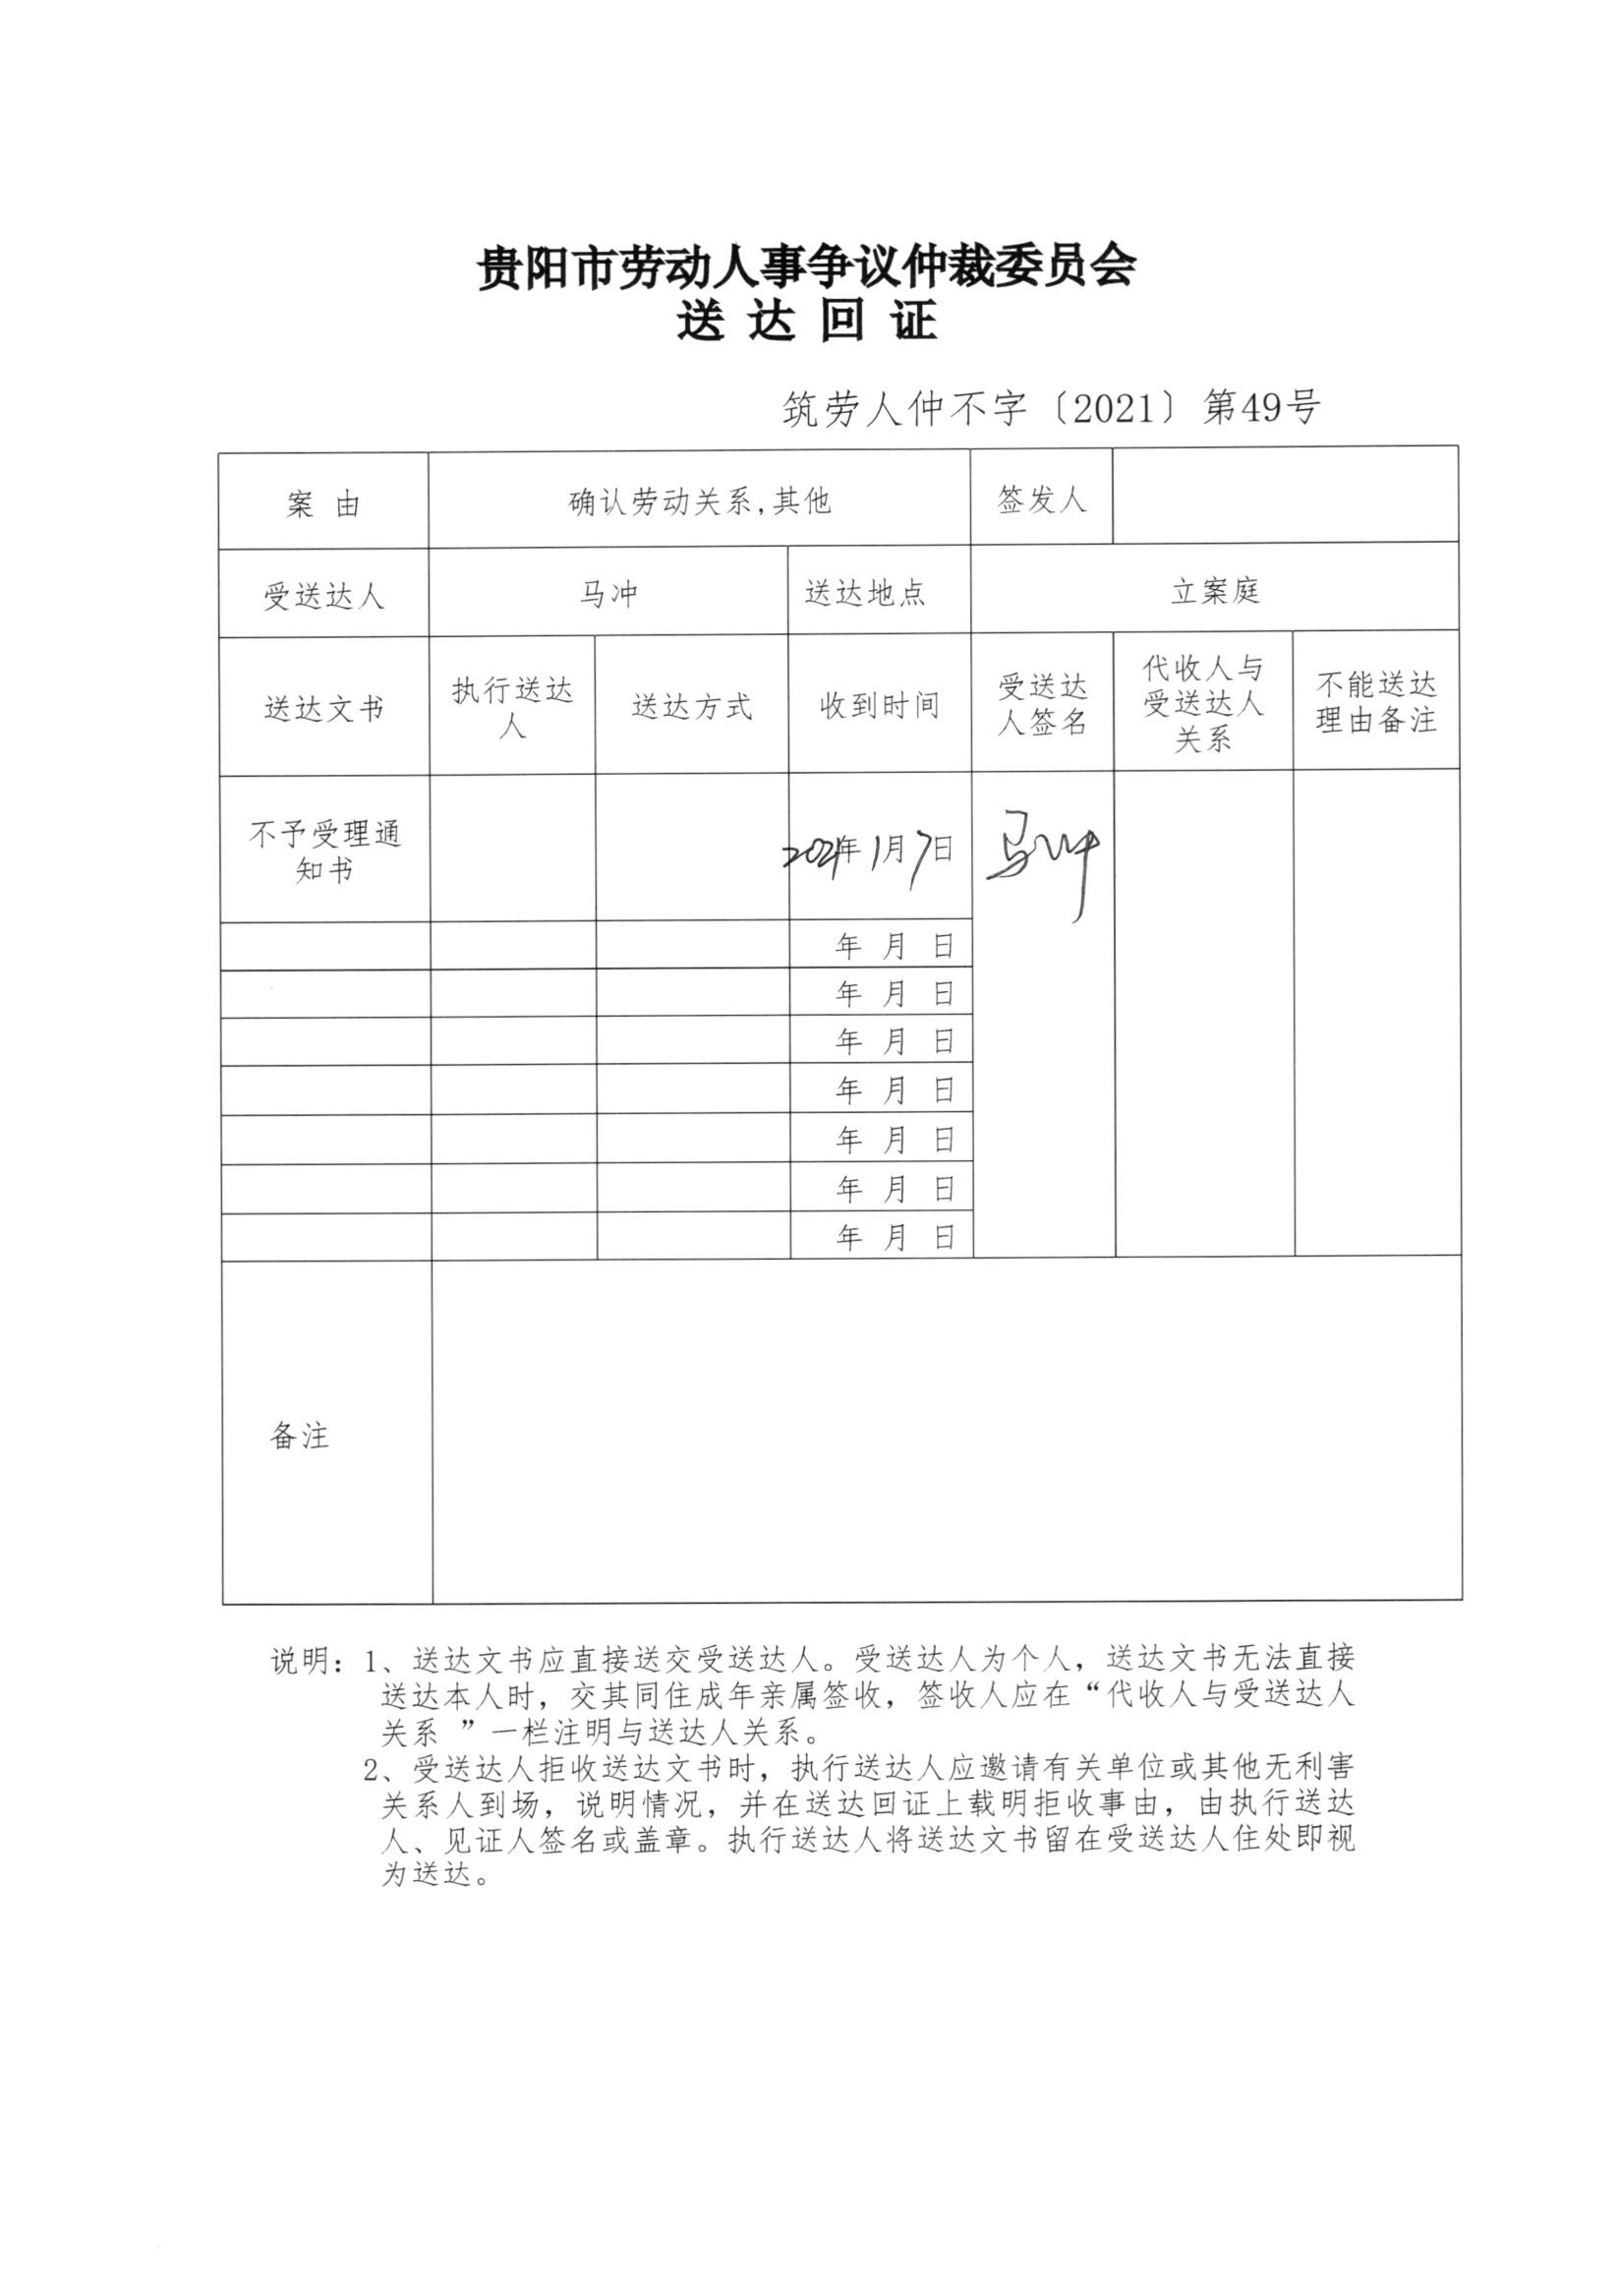 贵阳市劳动人事争议仲裁委员会
送 达 回 证
筑劳人仲不字〔2021〕第49号
案 由
确认劳动关系,其他
签发人
受送达人
马冲
送达地点
立案庭
送达文书
执行送达
人
送达方式
收到时间
受送达
人签名
代收人与
受送达人
关系
不能送达
理由备注
不予受理通
知书
2021年1月7日
马冲
年 月 日
年 月 日
年 月 日
年 月 日
年 月 日
年 月 日
年 月 日
备注
说明：1、送达文书应直接送交受送达人。受送达人为个人，送达文书无法直接
送达本人时，交其同住成年亲属签收，签收人应在“代收人与受送达人
关系 ”一栏注明与送达人关系。
2、受送达人拒收送达文书时，执行送达人应邀请有关单位或其他无利害
关系人到场，说明情况，并在送达回证上载明拒收事由，由执行送达
人、见证人签名或盖章。执行送达人将送达文书留在受送达人住处即视
为送达。